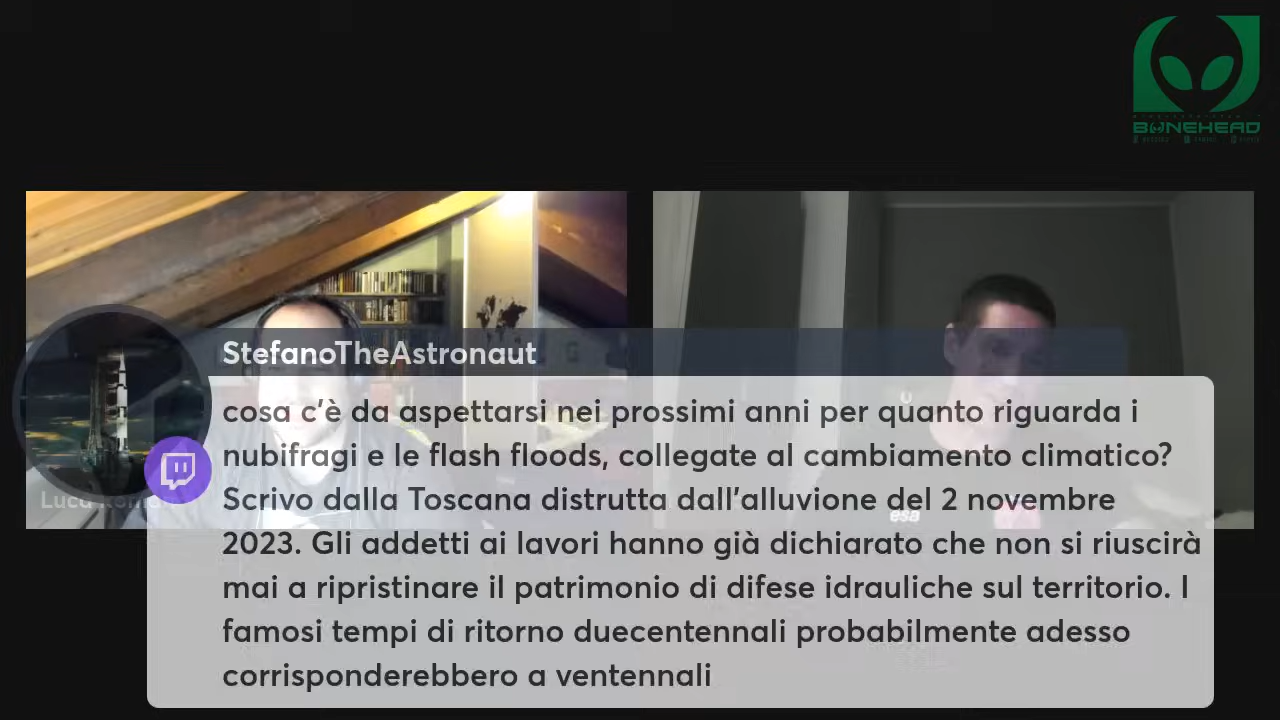 BONEHEAD
StefanoTheAstronaut
cosa c'è da aspettarsi nei prossimi anni per quanto riguarda i
nubifragi e le flash floods, collegate al cambiamento climatico?
Scrivo dalla Toscana distrutta dall'alluvione del 2 novembre
2023. Gli addetti ai lavori hanno già dichiarato che non si riuscirà
mai a ripristinare il patrimonio di difese idrauliche sul territorio. I
famosi tempi di ritorno duecentennali probabilmente adesso
corrisponderebbero a ventennali
Luca
esa